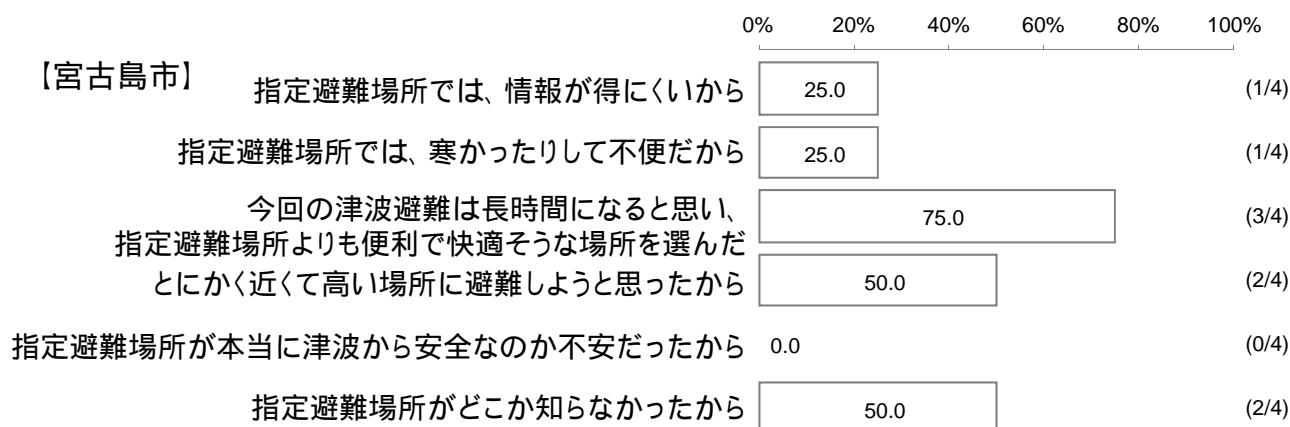 0% 20% 40% 60% 80% 100%
【宮古島市】
指定避難場所では、情報が得にくいから 25.0 (1/4)
指定避難場所では、寒かったりして不便だから 25.0 (1/4)
今回の津波避難は長時間になると思い、
指定避難場所よりも便利で快適そうな場所を選んだ 75.0 (3/4)
とにかく近くて高い場所に避難しようと思ったから 50.0 (2/4)
指定避難場所が本当に津波から安全なのか不安だったから 0.0 (0/4)
指定避難場所がどこか知らなかったから 50.0 (2/4)